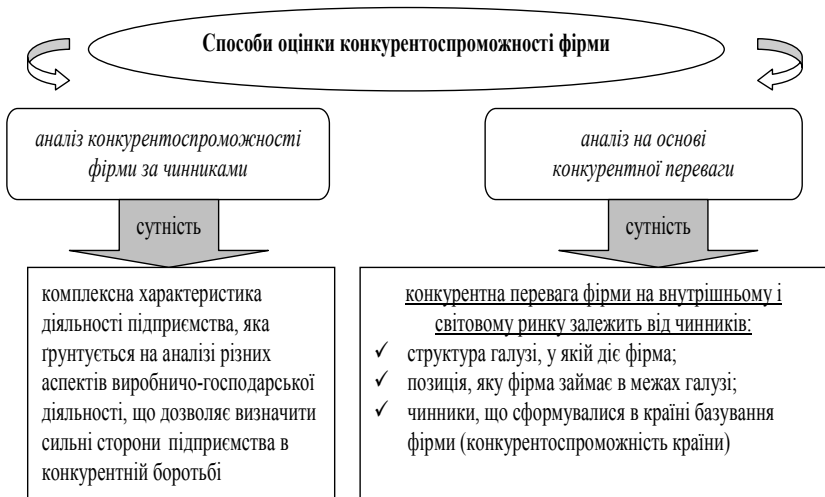 Способи оцінки конкурентоспроможності фірми
аналіз конкурентоспроможності
фірми за чинниками
аналіз на основі
конкурентної переваги
сутність
сутність
комплексна характеристика
діяльності підприємства, яка
ґрунтується на аналізі різних
аспектів виробничо-господарської
діяльності, що дозволяє визначити
сильні сторони підприємства в
конкурентній боротьбі
конкурентна перевага фірми на внутрішньому і
світовому ринку залежить від чинників:
✓ структура галузі, у якій діє фірма;
✓ позиція, яку фірма займає в межах галузі;
✓ чинники, що сформувалися в країні базування
фірми (конкурентоспроможність країни)